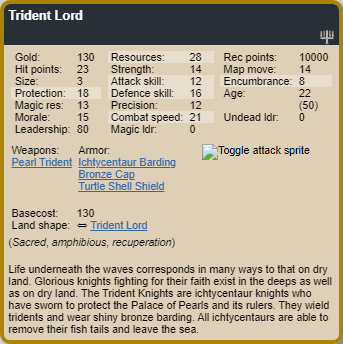 Trident Lord
Gold: 130 Resources: 28 Rec points: 10000
Hit points: 23 Strength: 14 Map move: 14
Size: 3 Attack skill: 12 Encumbrance: 8
Protection: 18 Defence skill: 16 Age: 22
Magic res: 13 Precision: 12 (50)
Morale: 15 Combat speed: 21 Undead ldr: 0
Leadership: 80 Magic ldr: 0
Weapons: Armor:
Pearl Trident Ichtycentaur Barding
Bronze Cap
Turtle Shell Shield
Toggle attack sprite
Basecost: 130
Land shape: ⇔ Trident Lord
(Sacred, amphibious, recuperation)
Life underneath the waves corresponds in many ways to that on dry
land. Glorious knights fighting for their faith exist in the deeps as well
as on dry land. The Trident Knights are ichtycentaur knights who
have sworn to protect the Palace of Pearls and its rulers. They wield
tridents and wear shiny bronze barding. All ichtycentaurs are able to
remove their fish tails and leave the sea.